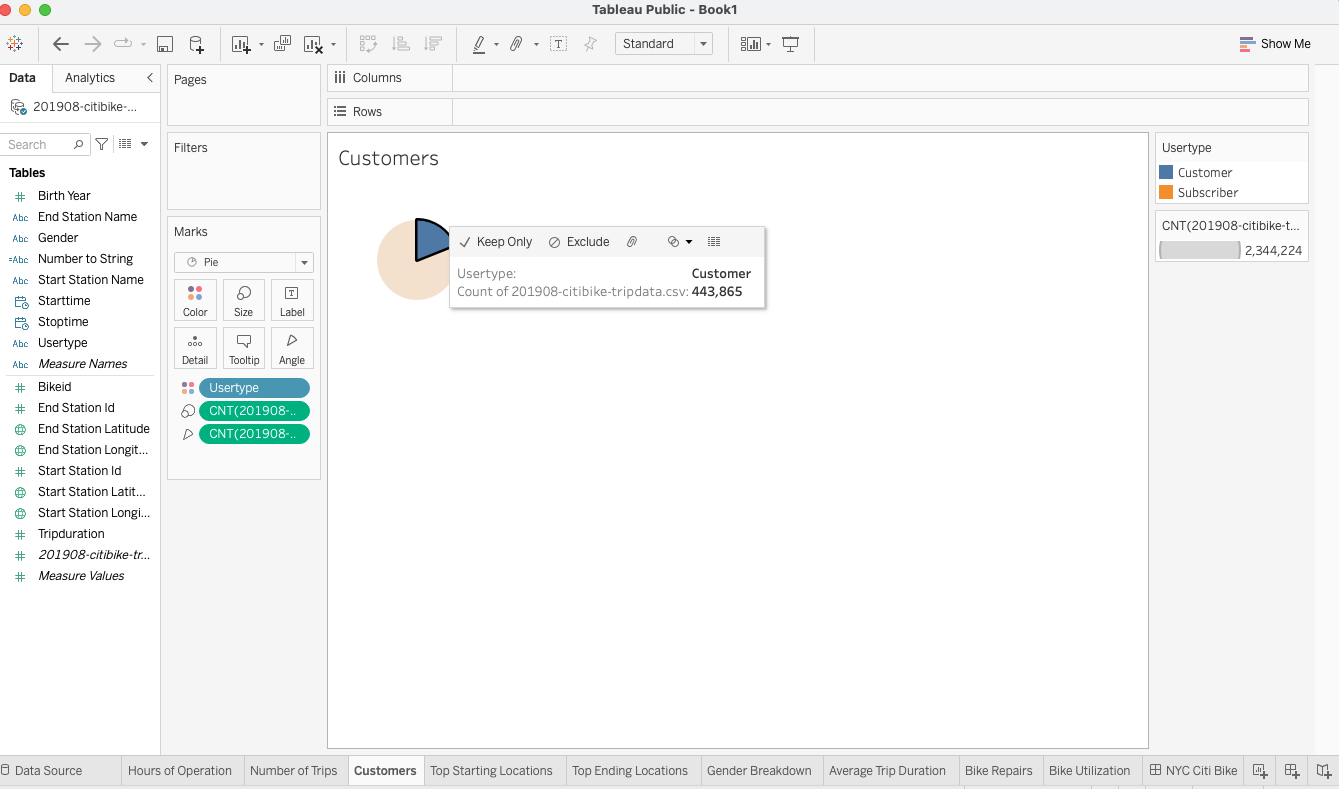 Tableau Public - Book1
Standard
Show Me
Data
Analytics
201908-citibike-...
Search
Tables
Birth Year
Abc End Station Name
Abc Gender
=Abc Number to String
Abc Start Station Name
Starttime
Stoptime
Abc Usertype
Abc Measure Names
Bikeid
End Station Id
End Station Latitude
End Station Longit...
Start Station Id
Start Station Latit...
Start Station Longi...
Tripduration
201908-citibike-tr...
Measure Values
Pages
Filters
Marks
Pie
Color
Size
T
Label
Detail
Tooltip
Angle
Usertype
CNT(201908-..
CNT(201908-..
Columns
Rows
Customers
Keep Only
Exclude
Usertype: Customer
Count of 201908-citibike-tripdata.csv: 443,865
Usertype
Customer
Subscriber
CNT(201908-citibike-t...
2,344,224
Data Source
Hours of Operation
Number of Trips
Customers
Top Starting Locations
Top Ending Locations
Gender Breakdown
Average Trip Duration
Bike Repairs
Bike Utilization
NYC Citi Bike